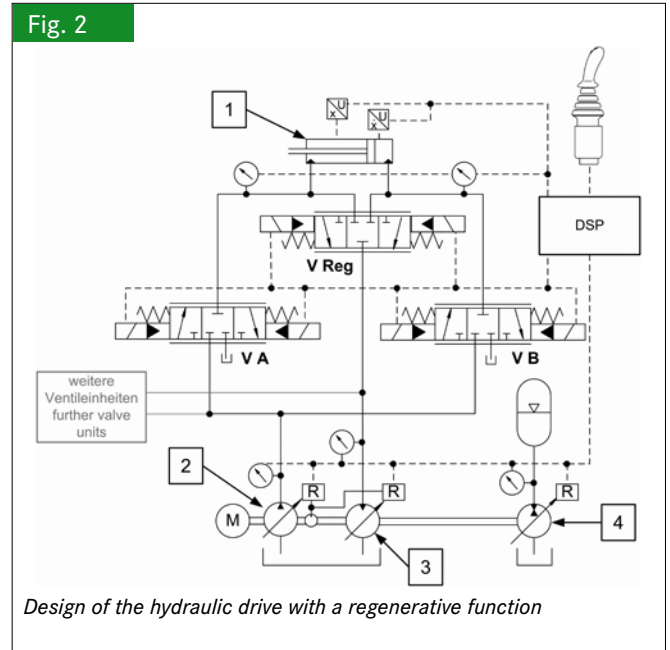 Fig. 2
1
U
x
U
x
DSP
V Reg
V A
V B
weitere
Ventileinheiten
further valve
units
2
R
R
R
M
4
3
Design of the hydraulic drive with a regenerative function